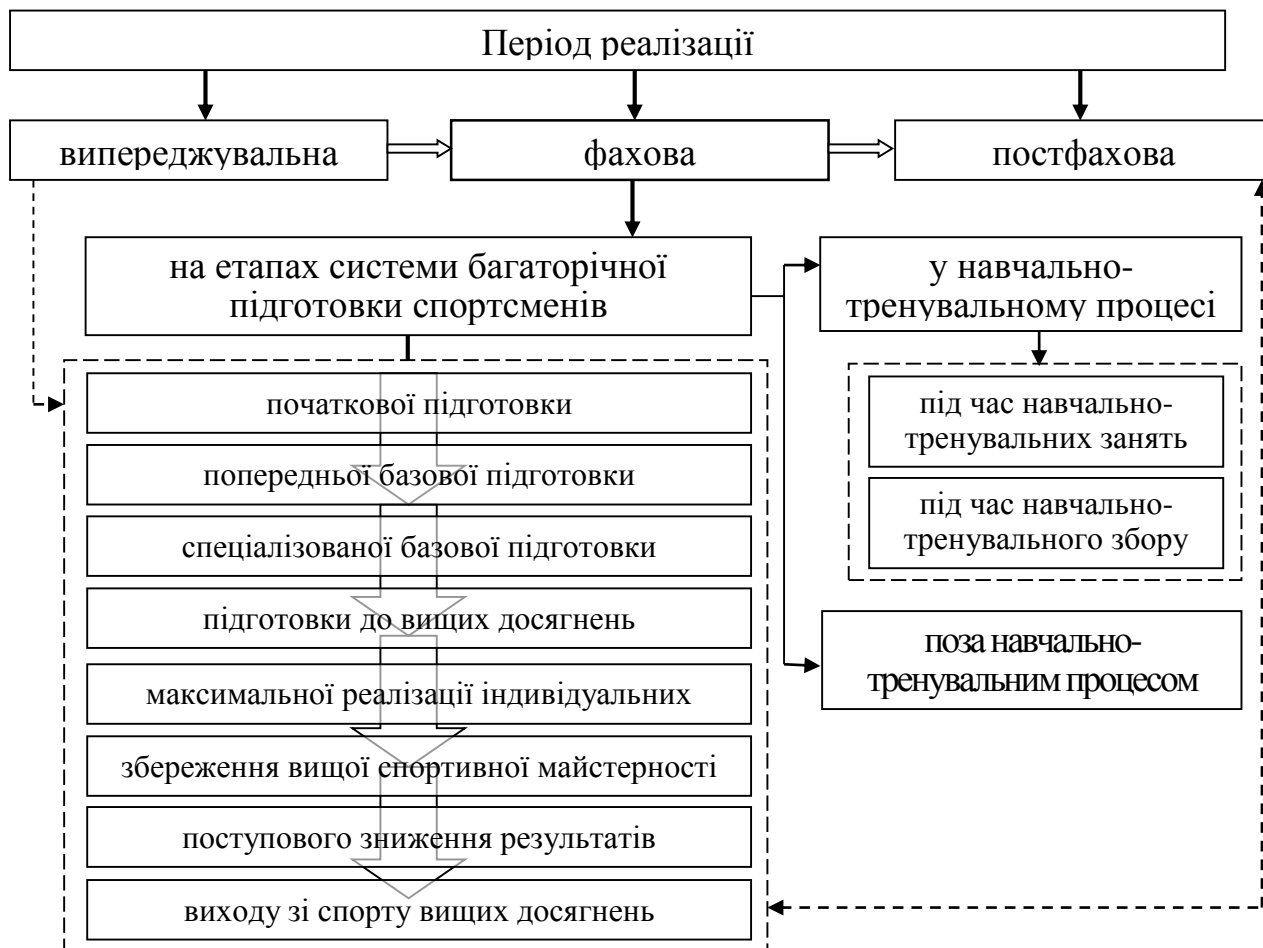 Період реалізації
випереджувальна
фахова
постфахова
на етапах системи багаторічної
підготовки спортсменів
у навчально-
тренувальному процесі
початкової підготовки
попередньої базової підготовки
спеціалізованої базової підготовки
підготовки до вищих досягнень
максимальної реалізації індивідуальних
збереження вищої спортивної майстерності
поступового зниження результатів
виходу зі спорту вищих досягнень
під час навчально-
тренувальних занять
під час навчально-
тренувального збору
поза навчально-
тренувальним процесом